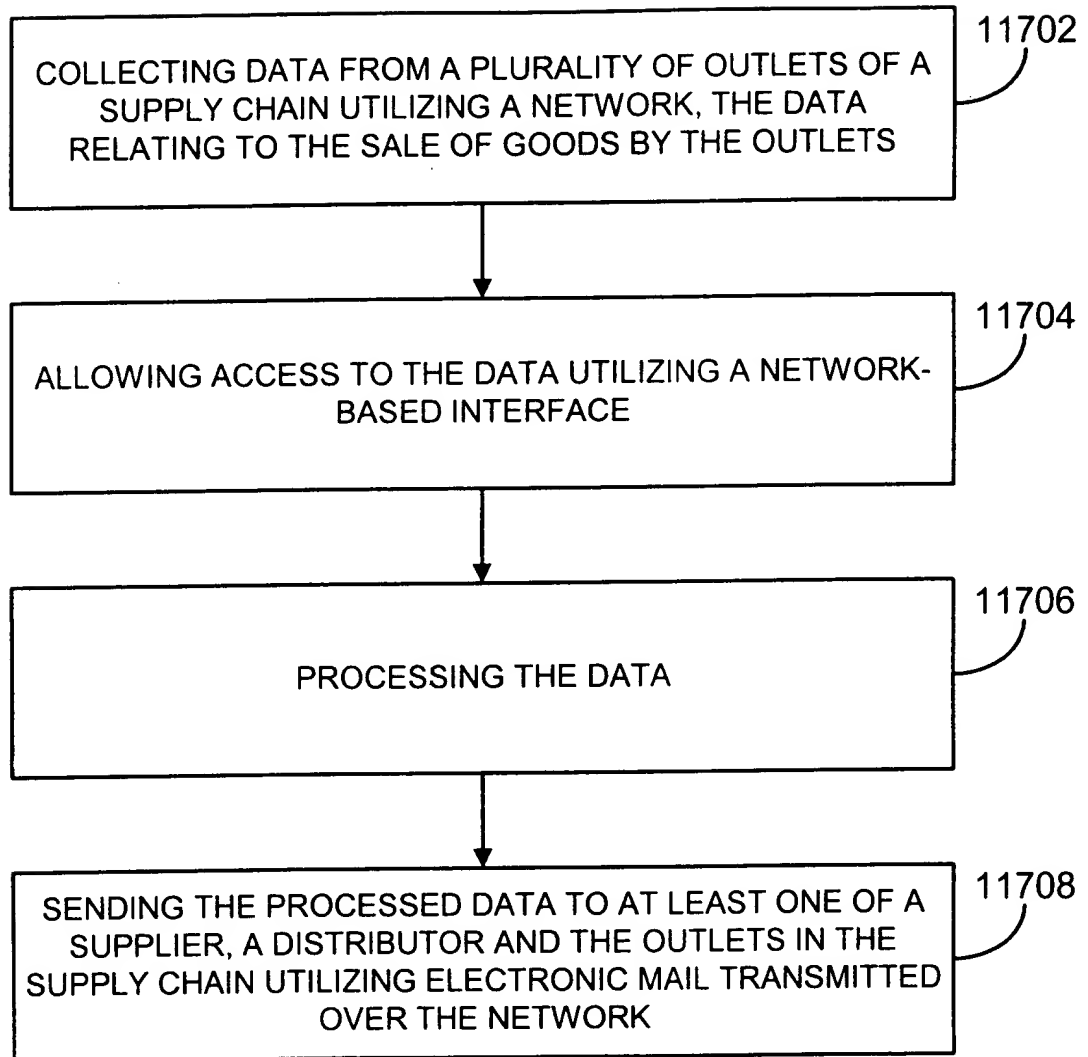 11702
COLLECTING DATA FROM A PLURALITY OF OUTLETS OF A
SUPPLY CHAIN UTILIZING A NETWORK, THE DATA
RELATING TO THE SALE OF GOODS BY THE OUTLETS
11704
ALLOWING ACCESS TO THE DATA UTILIZING A NETWORK-
BASED INTERFACE
11706
PROCESSING THE DATA
11708
SENDING THE PROCESSED DATA TO AT LEAST ONE OF A
SUPPLIER, A DISTRIBUTOR AND THE OUTLETS IN THE
SUPPLY CHAIN UTILIZING ELECTRONIC MAIL TRANSMITTED
OVER THE NETWORK